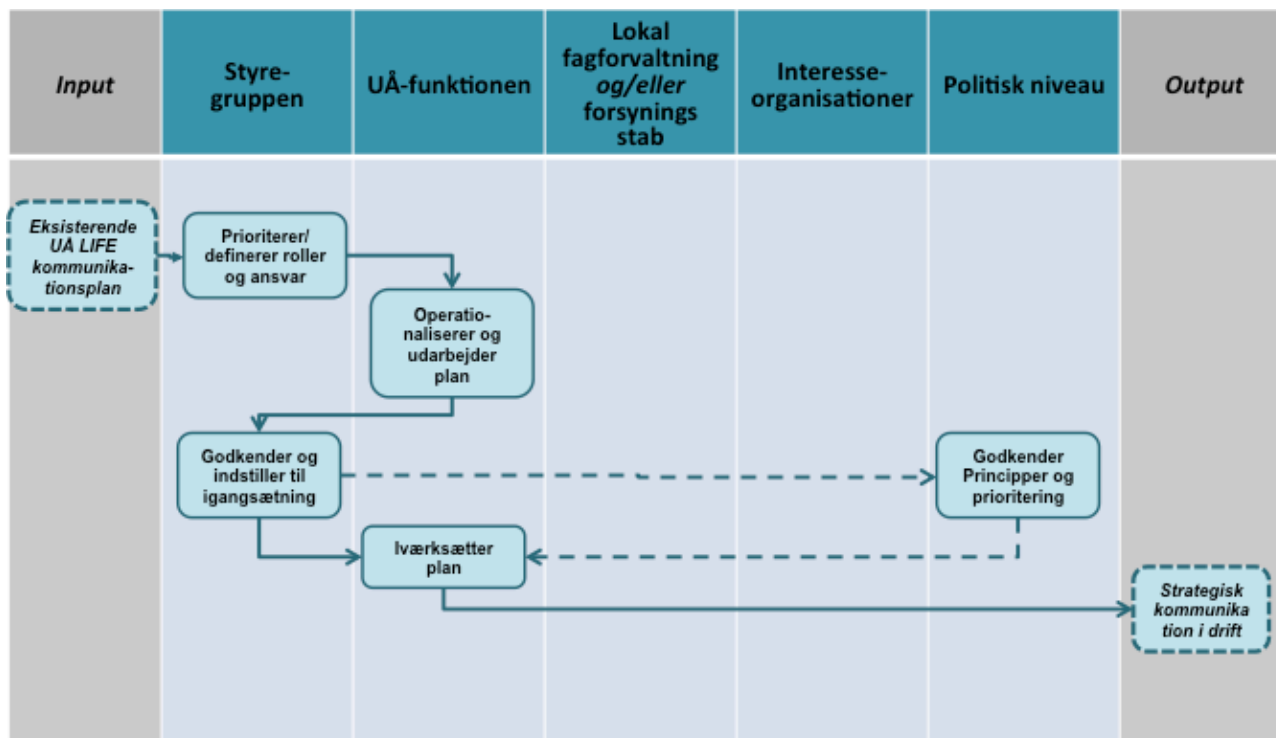 Input
Styre-
gruppen
UÅ-funktionen
Lokal
fagforvaltning
og/eller
forsynings
stab
Interesse-
organisationer
Politisk niveau
Output
Eksisterende
UÅ LIFE
kommunika-
tionsplan
Prioriterer/
definerer roller
og ansvar
Operatio-
naliserer og
udarbejder
plan
Godkender og
indstiller til
igangsætning
Godkender
Principper og
prioritering
Iværksætter
plan
Strategisk
kommunika
tion i drift